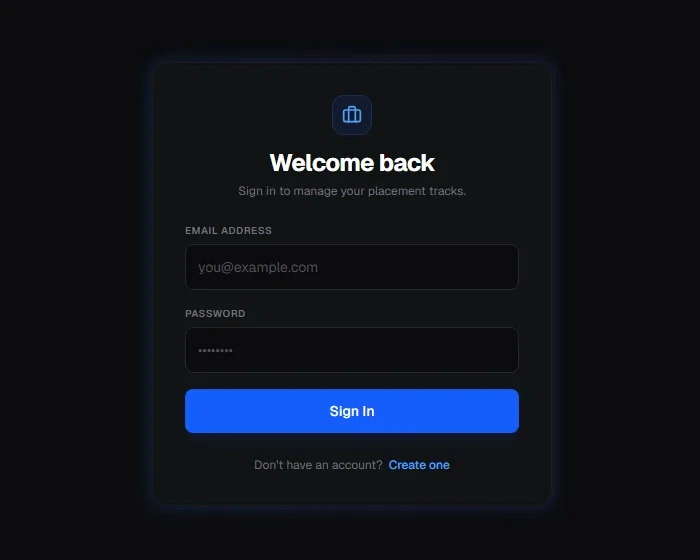 Welcome back
Sign in to manage your placement tracks.
EMAIL ADDRESS
you@example.com
PASSWORD
••••••••
Sign In
Don't have an account? Create one